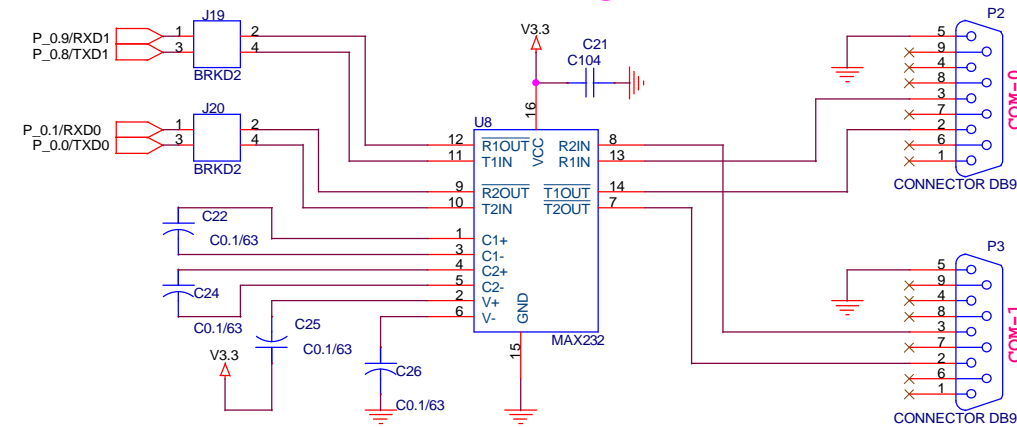 J19
P_0.9/RXD1 1 2
P_0.8/TXD1 3 4
BRKD2
J20
P_0.1/RXD0 1 2
P_0.0/TXD0 3 4
BRKD2
V3.3
C21
C104
U8
16
VCC
12 R1OUT R2IN 8
11 T1IN R1IN 13
9 R2OUT T1OUT 14
10 T2IN T2OUT 7
1 C1+
3 C1-
4 C2+
5 C2-
2 V+
6 V-
GND
15
MAX232
C22
C0.1/63
C24
C0.1/63
C25
C0.1/63
V3.3
C26
C0.1/63
P2
5
9
4
8
3
7
2
6
1
COM-0
CONNECTOR DB9
P3
5
9
4
8
3
7
2
6
1
COM-1
CONNECTOR DB9